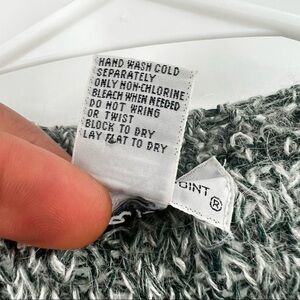 HAND WASH COLD
SEPARATELY
ONLY NON-CHLORINE
BLEACH WHEN NEEDED
DO NOT WRING
OR TWIST
BLOCK TO DRY
LAY FLAT TO DRY
OINT ®